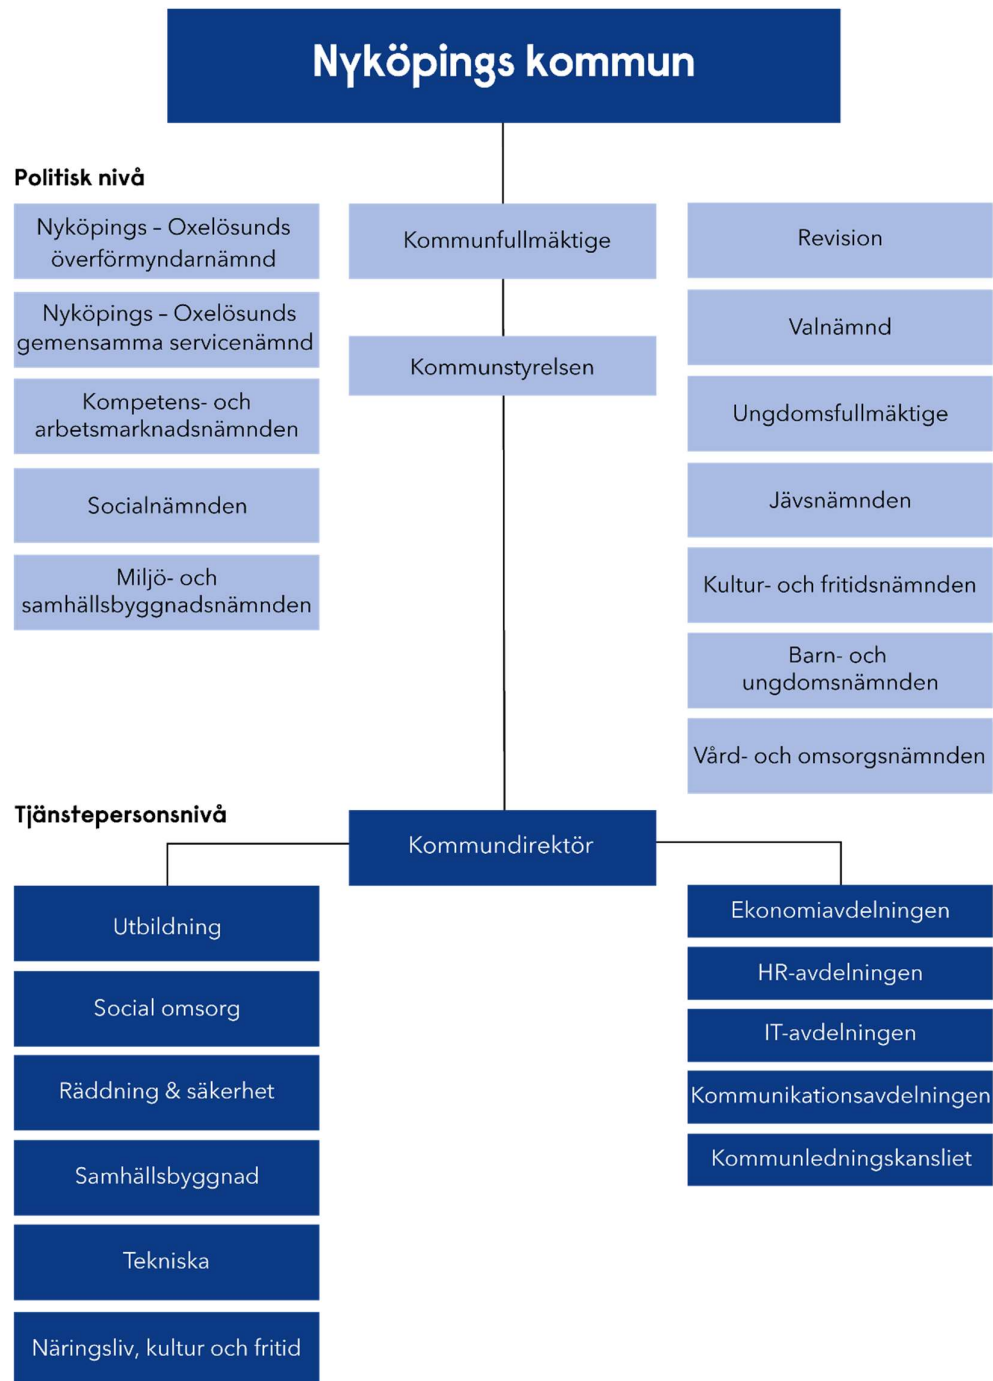 Nyköpings kommun
Politisk nivå
Nyköpings – Oxelösunds
överförmyndarnämnd
Nyköpings – Oxelösunds
gemensamma servicenämnd
Kompetens- och
arbetsmarknadsnämnden
Socialnämnden
Miljö- och
samhällsbyggnadsnämnden
Kommunfullmäktige
Kommunstyrelsen
Revision
Valnämnd
Ungdomsfullmäktige
Jävsnämnden
Kultur- och fritidsnämnden
Barn- och
ungdomsnämnden
Vård- och omsorgsnämnden
Tjänstepersonsnivå
Kommundirektör
Utbildning
Social omsorg
Räddning & säkerhet
Samhällsbyggnad
Tekniska
Näringsliv, kultur och fritid
Ekonomiavdelningen
HR-avdelningen
IT-avdelningen
Kommunikationsavdelningen
Kommunledningskansliet